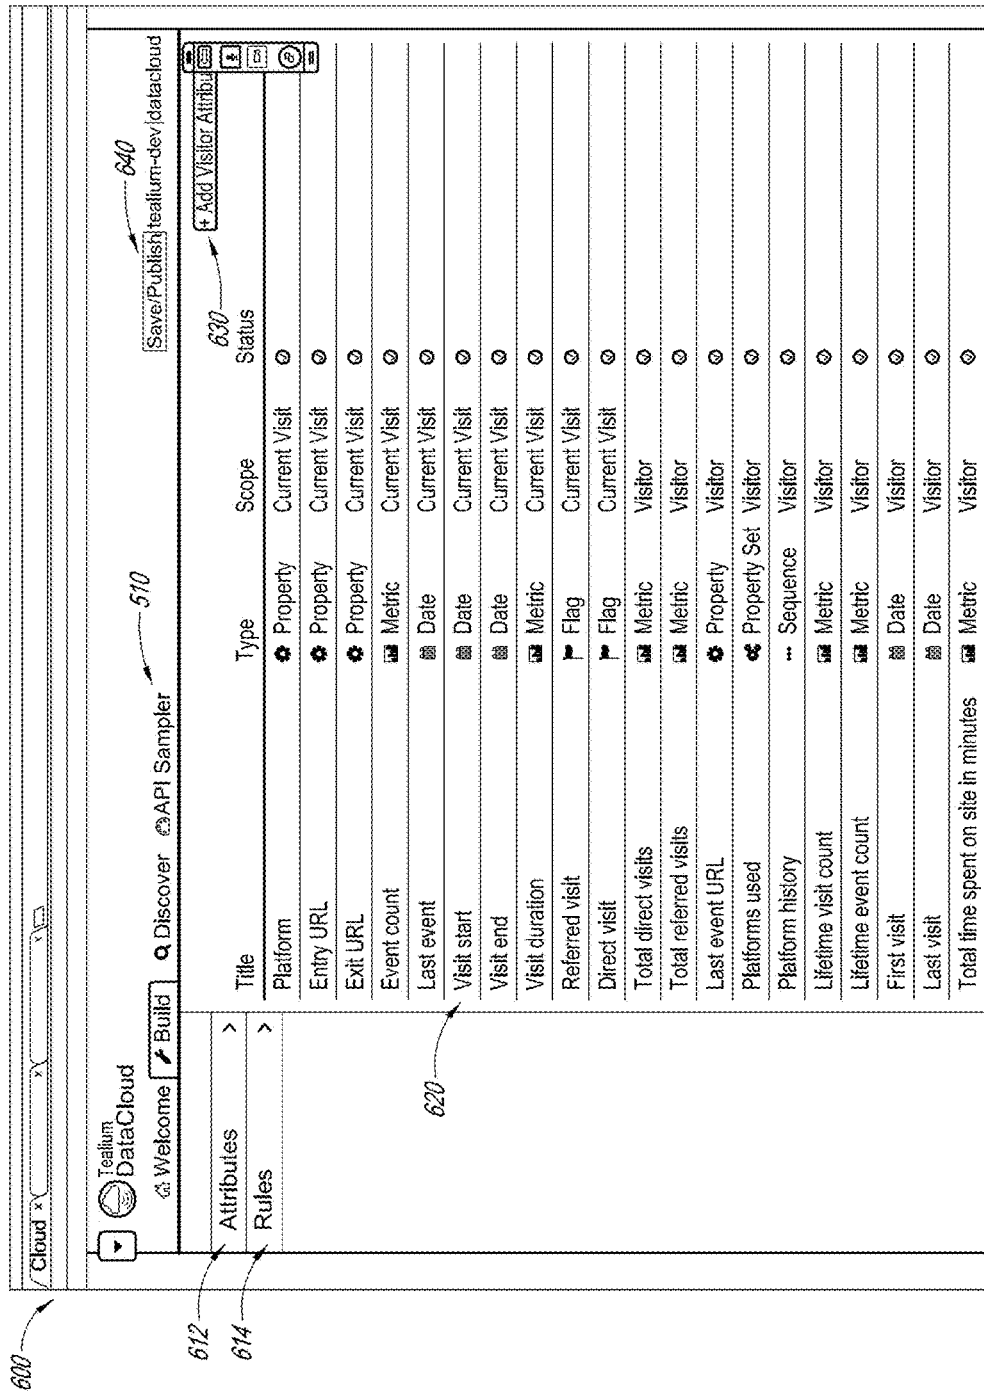 600
Cloud x
x
x
Tealium
DataCloud
640
Save/Publish tealium-dev|datacloud
Welcome Build Discover API Sampler
510
612
Attributes >
614
Rules >
630
+ Add Visitor Attribu
Title Type Scope Status
Platform Property Current Visit
Entry URL Property Current Visit
Exit URL Property Current Visit
Event count Metric Current Visit
Last event Date Current Visit
620
Visit start Date Current Visit
Visit end Date Current Visit
Visit duration Metric Current Visit
Referred visit Flag Current Visit
Direct visit Flag Current Visit
Total direct visits Metric Visitor
Total referred visits Metric Visitor
Last event URL Property Visitor
Platforms used Property Set Visitor
Platform history Sequence Visitor
Lifetime visit count Metric Visitor
Lifetime event count Metric Visitor
First visit Date Visitor
Last visit Date Visitor
Total time spent on site in minutes Metric Visitor